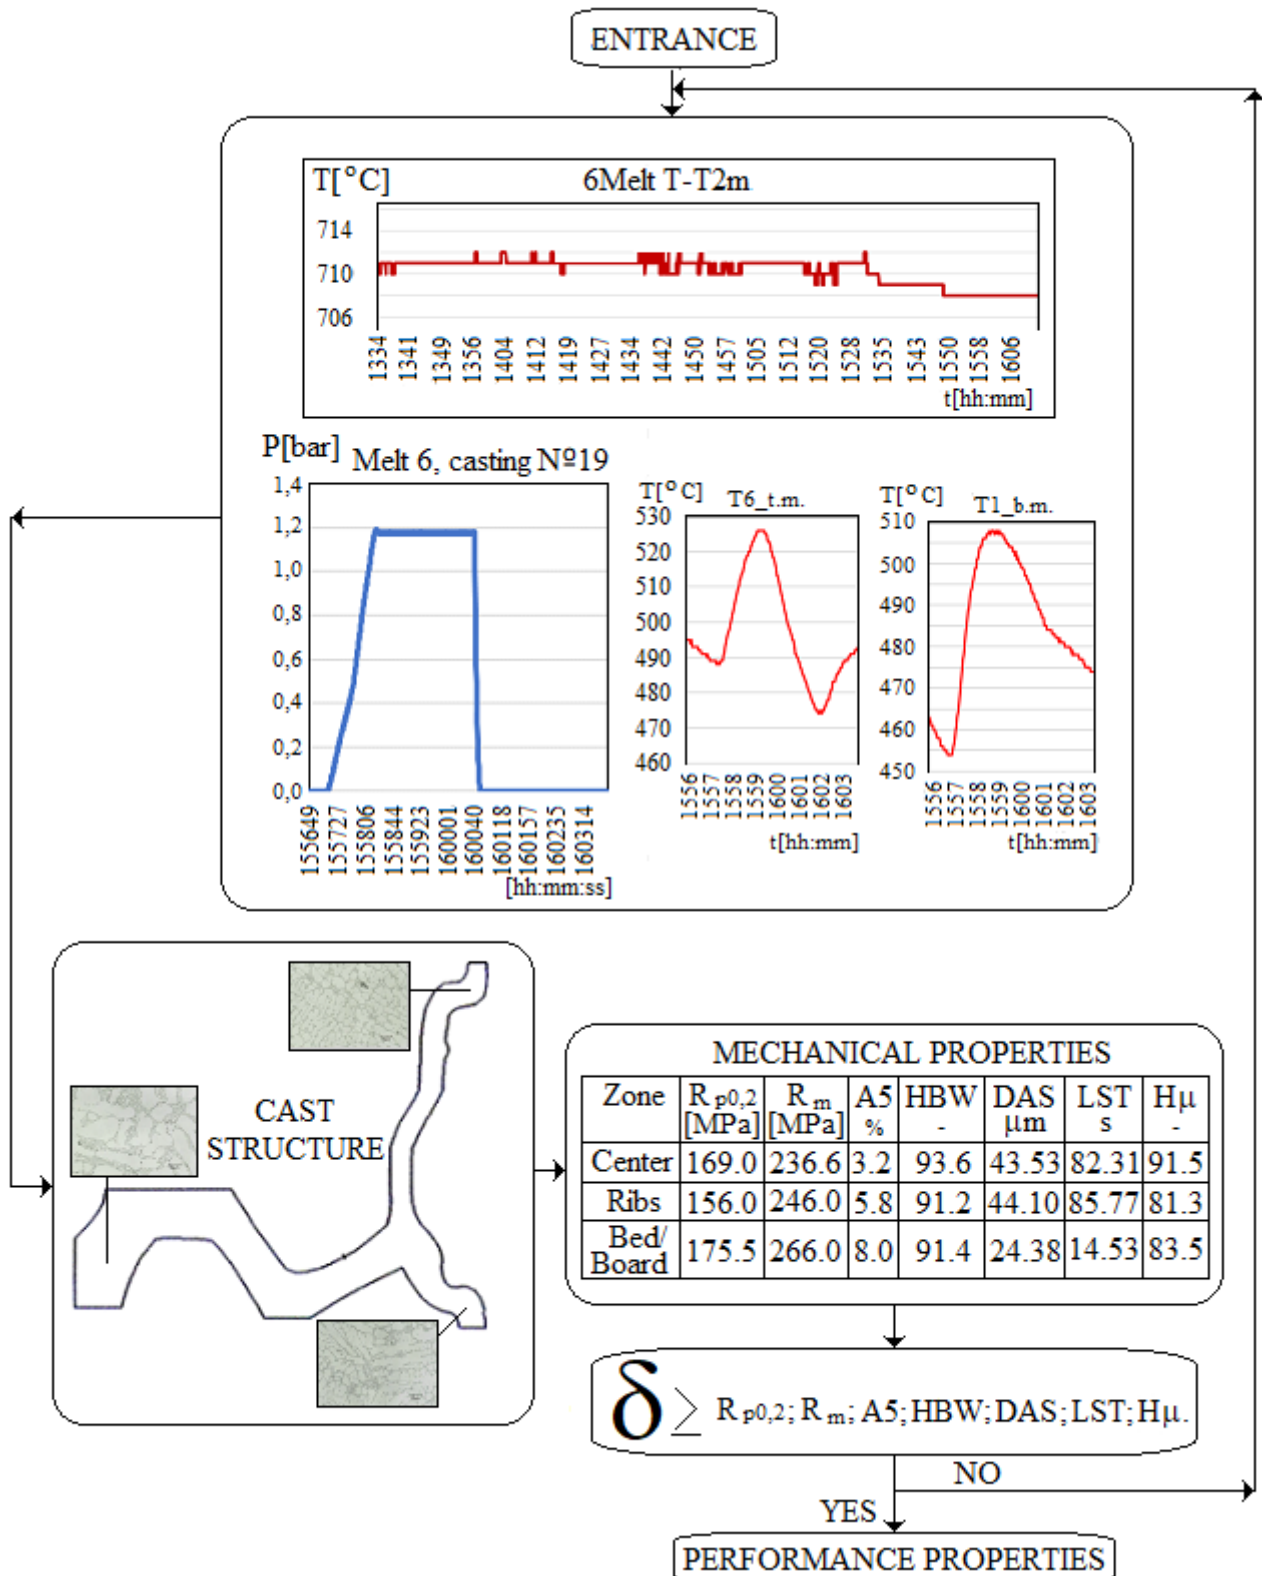 ENTRANCE
T[°C]
6Melt T-T2m
714
710
706
1334 1341 1349 1356 1404 1412 1419 1427 1434 1442 1450 1457 1505 1512 1520 1528 1535 1543 1550 1558 1606
t[hh:mm]
P[bar]
Melt 6, casting Nº19
1,4
1,2
1,0
0,8
0,6
0,4
0,2
0,0
155649 155727 155806 155844 155923 160001 160040 160118 160157 160235 160314
[hh:mm:ss]
T[°C]
T6_t.m.
530
520
510
500
490
480
470
460
1556 1557 1558 1559 1600 1601 1602 1603
t[hh:mm]
T[°C]
T1_b.m.
510
500
490
480
470
460
450
1556 1557 1558 1559 1600 1601 1602 1603
t[hh:mm]
CAST
STRUCTURE
MECHANICAL PROPERTIES
Zone Rp0,2 Rm A5 HBW DAS LST Hµ
[MPa] [MPa] % - µm s -
Center 169.0 236.6 3.2 93.6 43.53 82.31 91.5
Ribs 156.0 246.0 5.8 91.2 44.10 85.77 81.3
Bed/
Board 175.5 266.0 8.0 91.4 24.38 14.53 83.5
δ ≥ Rp0,2; Rm; A5;HBW;DAS;LST;Hµ.
NO
YES
PERFORMANCE PROPERTIES